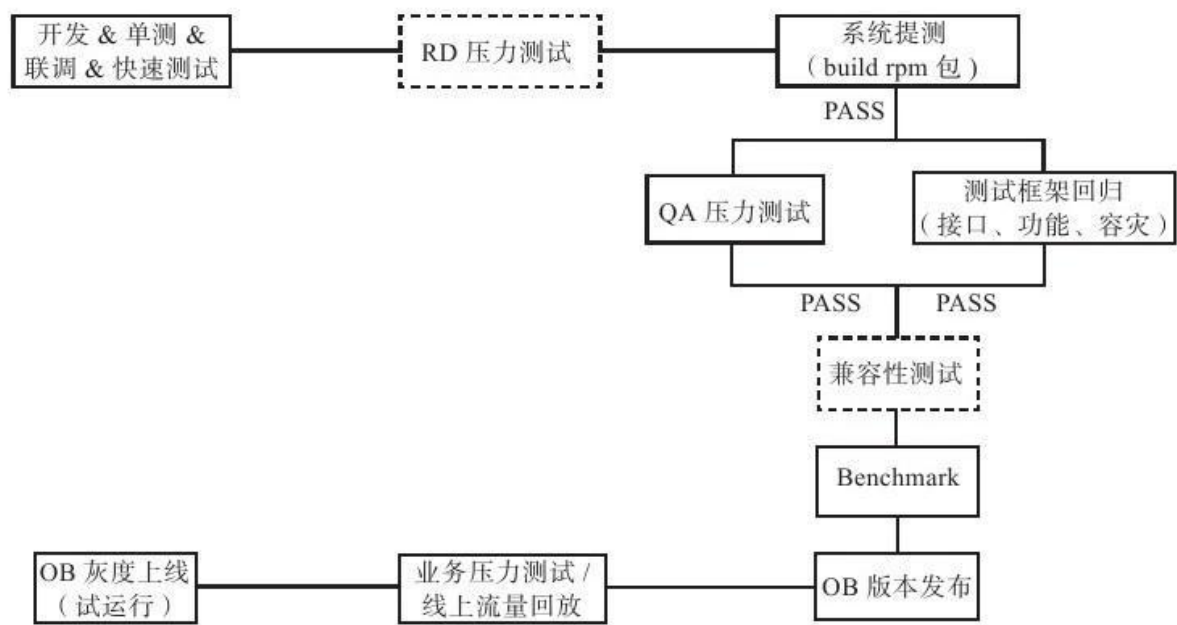 开发 & 单测 &
联调 & 快速测试
RD 压力测试
系统提测
（build rpm 包）
PASS
QA 压力测试
测试框架回归
（接口、功能、容灾）
PASS
PASS
兼容性测试
Benchmark
OB 灰度上线
（试运行）
业务压力测试 /
线上流量回放
OB 版本发布